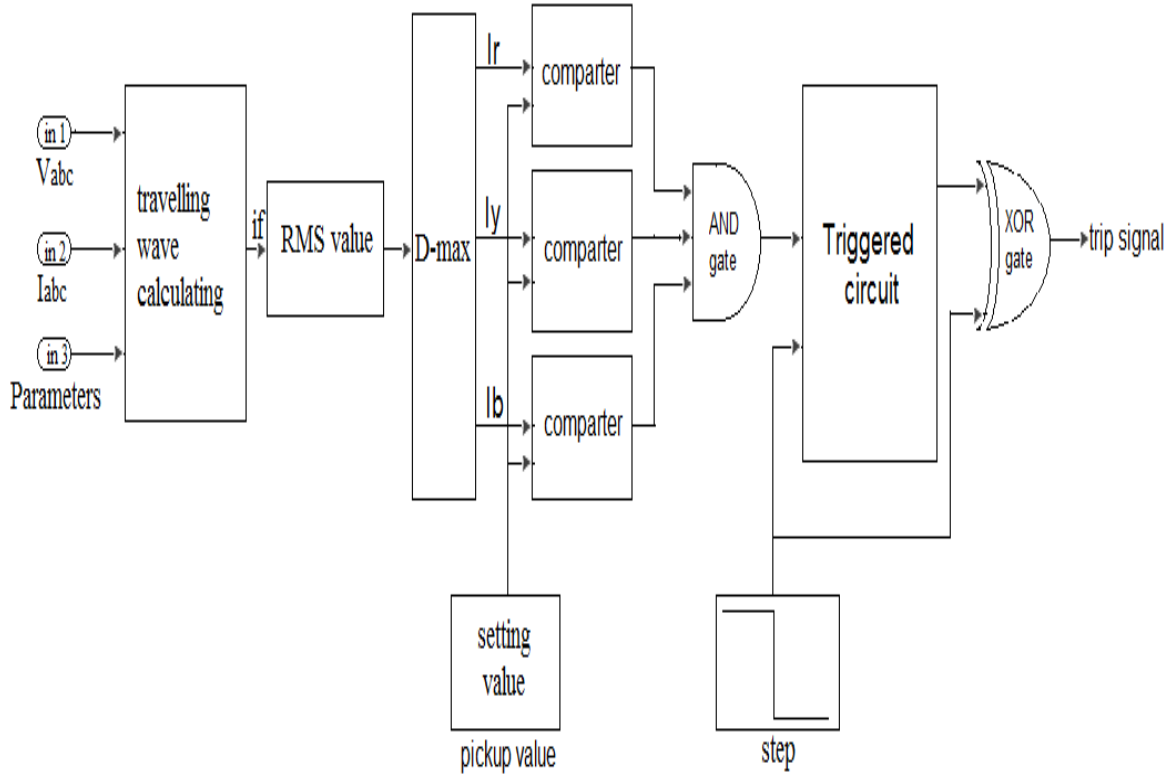 in 1
Vabc
in 2
Iabc
in 3
Parameters
travelling
wave
calculating
if
RMS value
D-max
Ir
Iy
Ib
comparter
comparter
comparter
setting
value
pickup value
AND
gate
Triggered
circuit
step
XOR
gate
trip signal